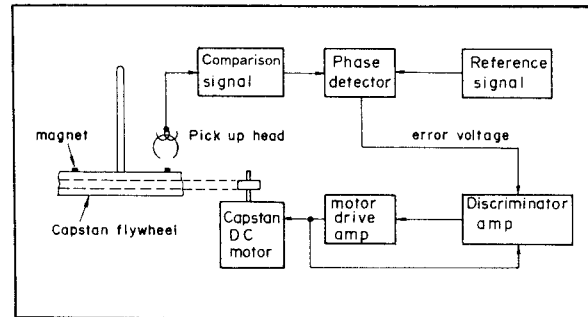 Comparison
signal
Phase
detector
Reference
signal
magnet
Pick up head
error voltage
Capstan flywheel
Capstan
DC
motor
motor
drive
amp
Discriminator
amp